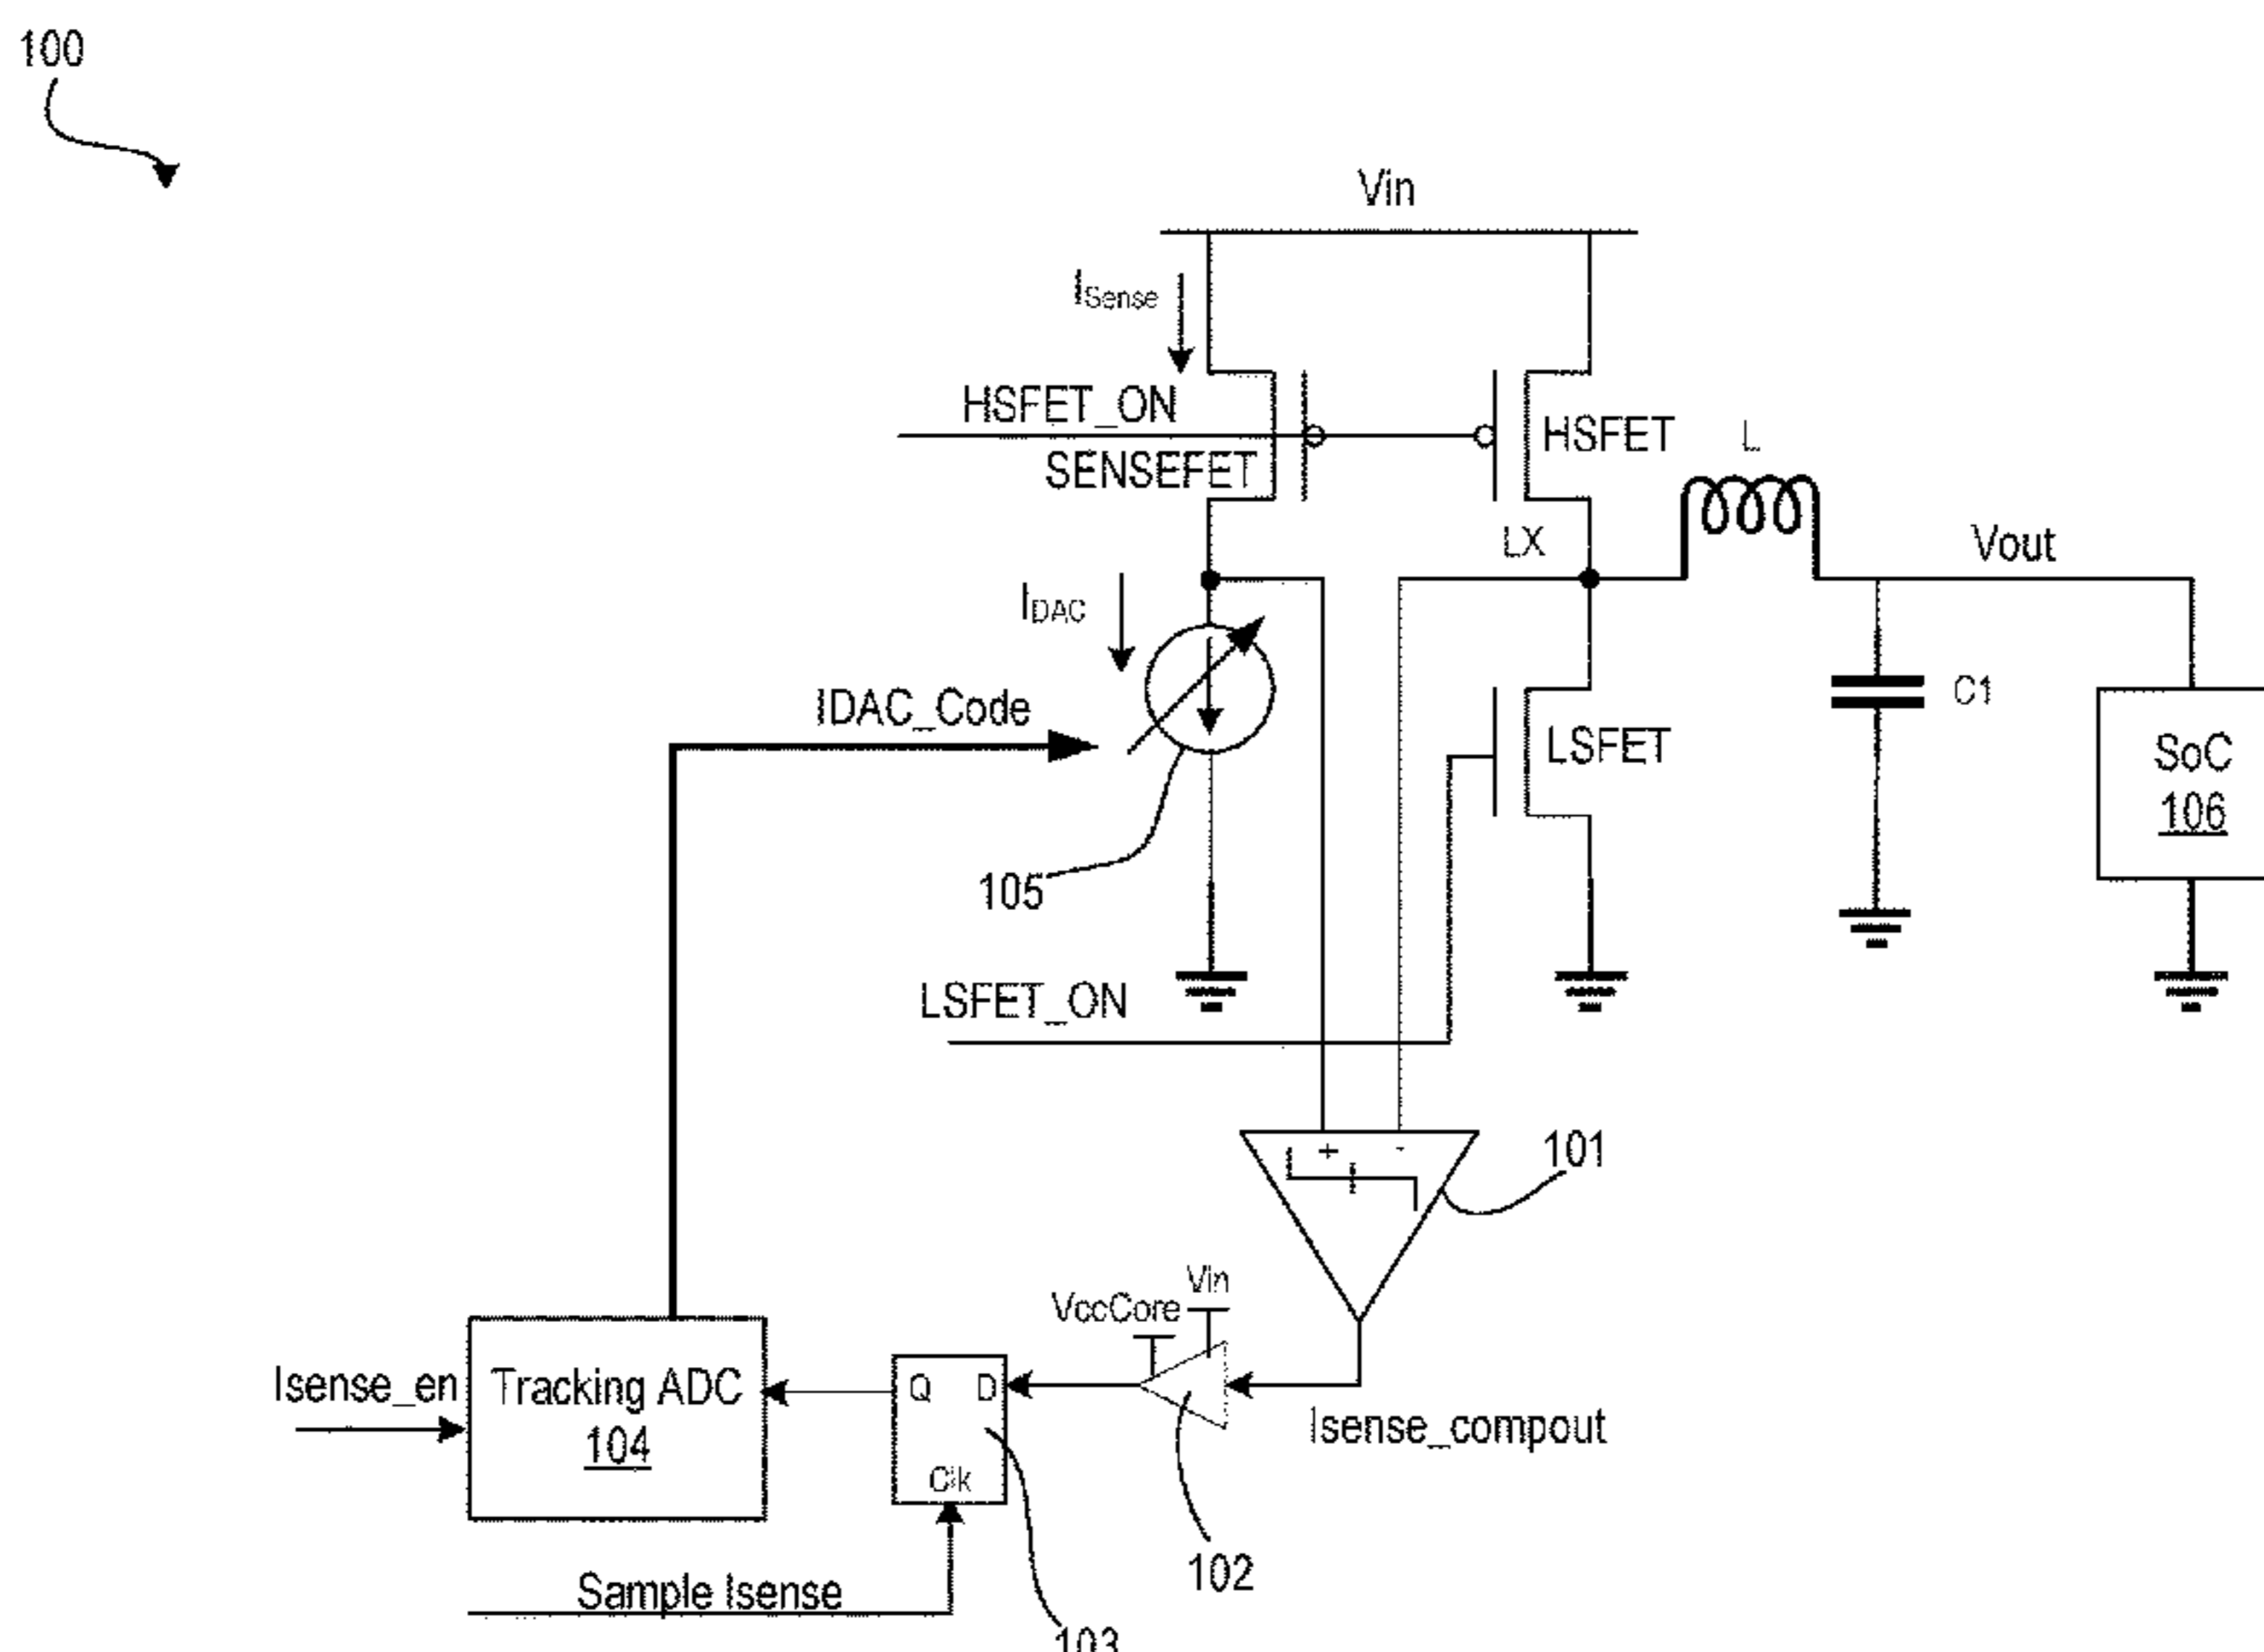 100
Vin
ISense
HSFET_ON
HSFET
L
SENSEFET
LX
Vout
IDAC
IDAC_Code
C1
LSFET
SoC
106
105
LSFET_ON
+ -
101
Vin
VccCore
Isense_en
Tracking ADC
104
Q D
Clk
Isense_compout
102
Sample Isense
103